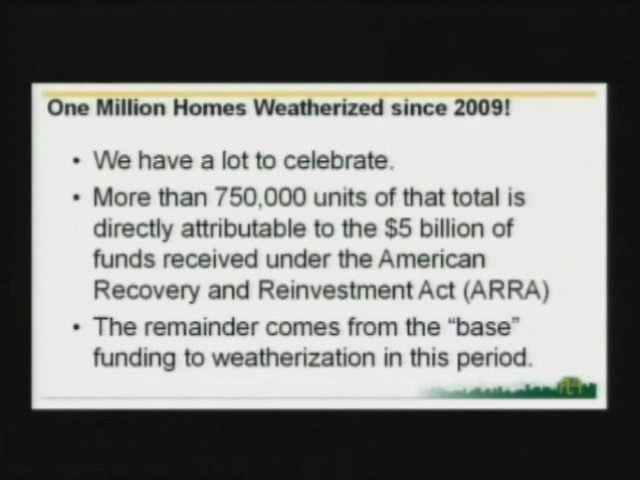 One Million Homes Weatherized since 2009!
• We have a lot to celebrate.
• More than 750,000 units of that total is
directly attributable to the $5 billion of
funds received under the American
Recovery and Reinvestment Act (ARRA)
• The remainder comes from the “base”
funding to weatherization in this period.